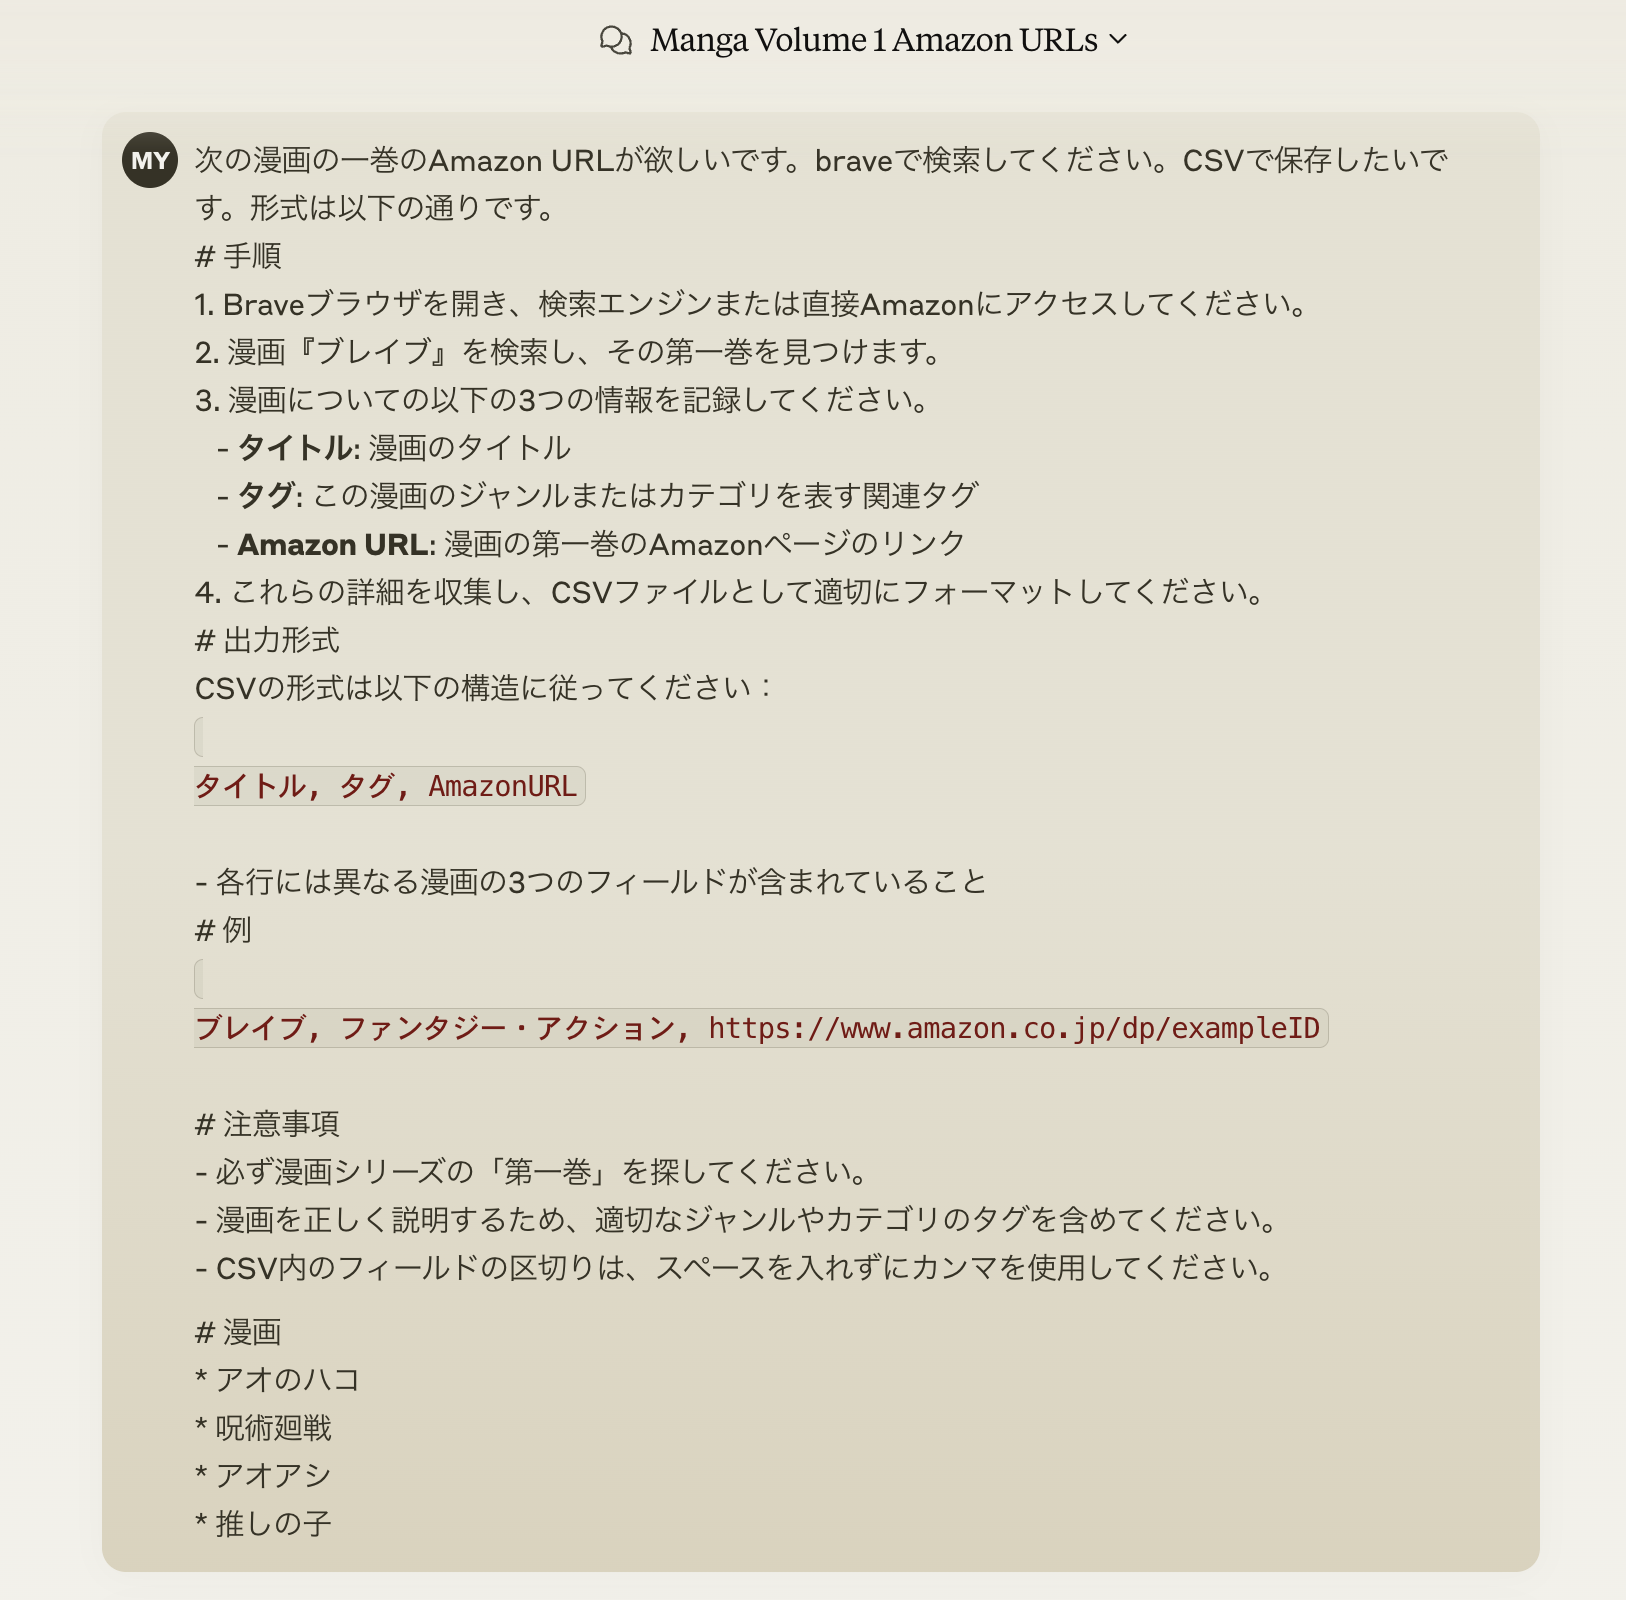 Manga Volume 1 Amazon URLs
MY
次の漫画の一巻のAmazon URLが欲しいです。braveで検索してください。CSVで保存したいで
す。形式は以下の通りです。
# 手順
1. Braveブラウザを開き、検索エンジンまたは直接Amazonにアクセスしてください。
2. 漫画『ブレイブ』を検索し、その第一巻を見つけます。
3. 漫画についての以下の3つの情報を記録してください。
- タイトル: 漫画のタイトル
- タグ: この漫画のジャンルまたはカテゴリを表す関連タグ
- Amazon URL: 漫画の第一巻のAmazonページのリンク
4. これらの詳細を収集し、CSVファイルとして適切にフォーマットしてください。
# 出力形式
CSVの形式は以下の構造に従ってください：
タイトル, タグ, AmazonURL
- 各行には異なる漫画の3つのフィールドが含まれていること
# 例
ブレイブ, ファンタジー・アクション, https://www.amazon.co.jp/dp/exampleID
# 注意事項
- 必ず漫画シリーズの「第一巻」を探してください。
- 漫画を正しく説明するため、適切なジャンルやカテゴリのタグを含めてください。
- CSV内のフィールドの区切りは、スペースを入れずにカンマを使用してください。
# 漫画
* アオのハコ
* 呪術廻戦
* アオアシ
* 推しの子